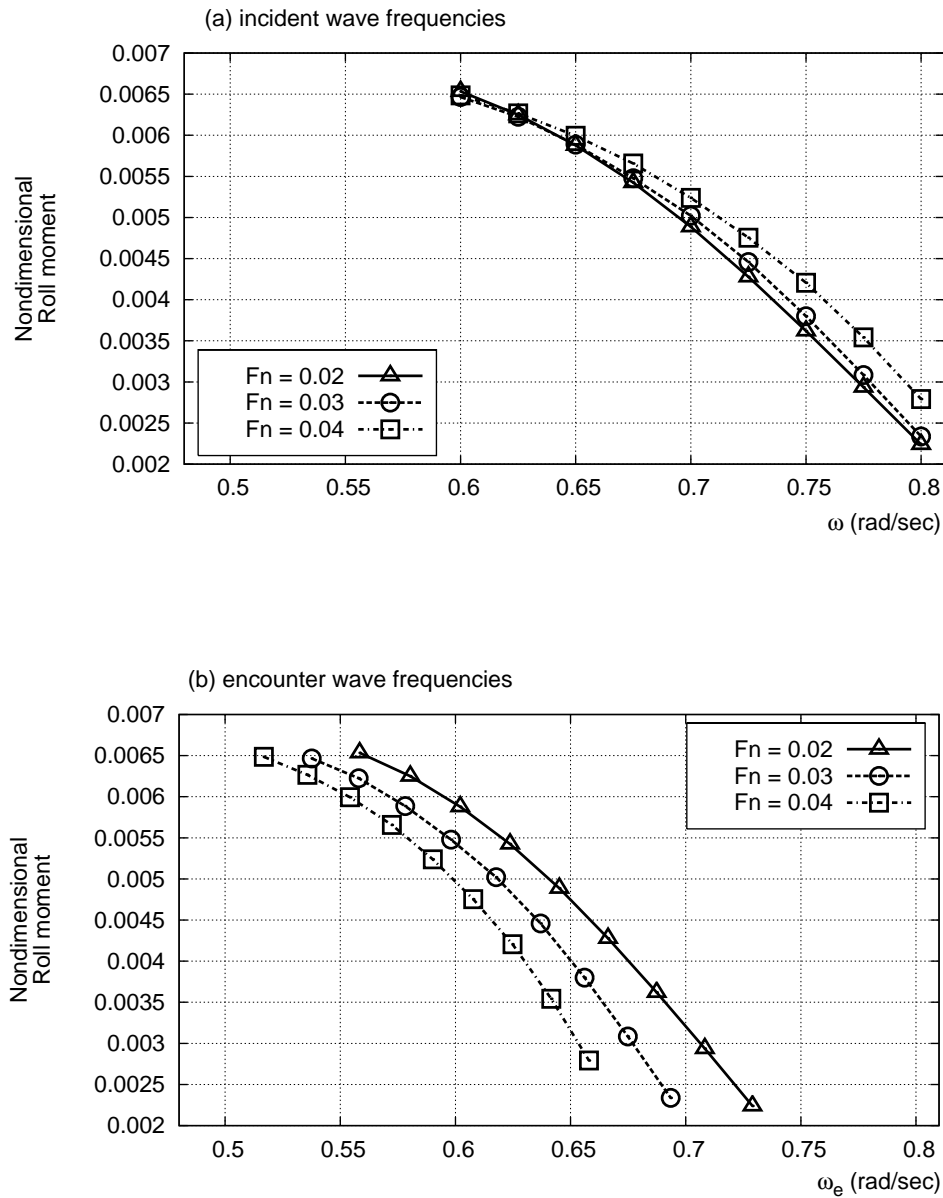 (a) incident wave frequencies
0.007
0.0065
0.006
0.0055
0.005
0.0045
0.004
0.0035
0.003
0.0025
0.002
Nondimensional
Roll moment
Fn = 0.02
Fn = 0.03
Fn = 0.04
0.5 0.55 0.6 0.65 0.7 0.75 0.8
ω (rad/sec)
(b) encounter wave frequencies
0.007
0.0065
0.006
0.0055
0.005
0.0045
0.004
0.0035
0.003
0.0025
0.002
Nondimensional
Roll moment
Fn = 0.02
Fn = 0.03
Fn = 0.04
0.5 0.55 0.6 0.65 0.7 0.75 0.8
ωe (rad/sec)